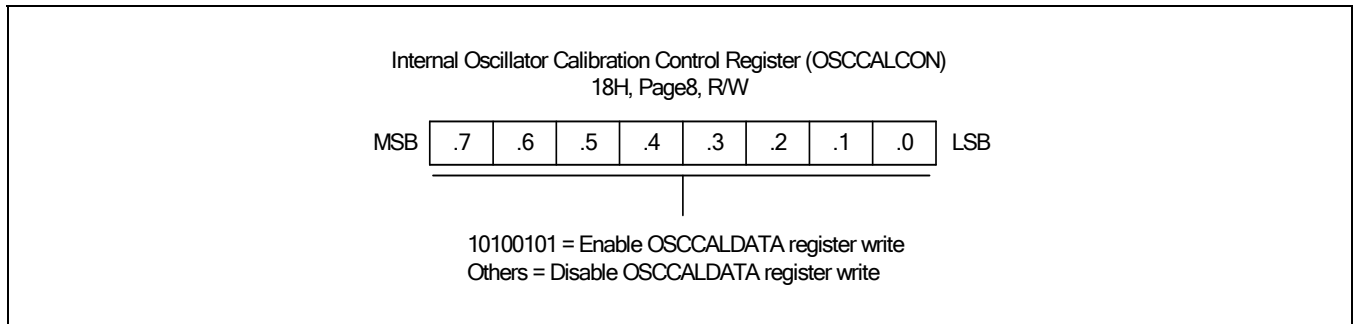 Internal Oscillator Calibration Control Register (OSCCALCON)
18H, Page8, R/W
MSB .7 .6 .5 .4 .3 .2 .1 .0 LSB
10100101 = Enable OSCCALDATA register write
Others = Disable OSCCALDATA register write